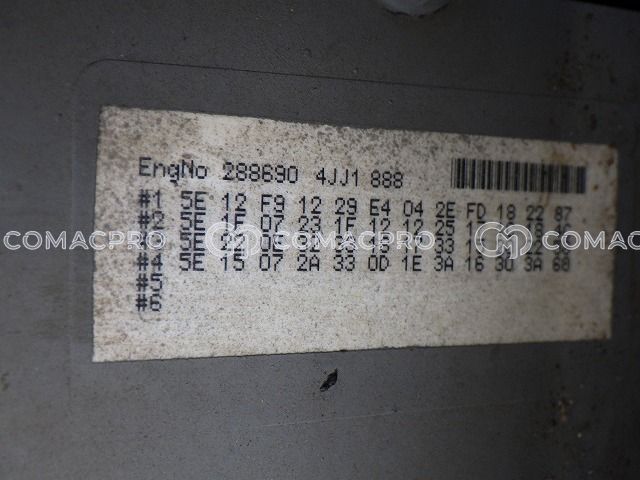 EngNo 288690 4JJ1 888
#1 5E 12 F9 12 29 E4 04 2E FD 18 22 87
#2 5E 1F 07 23 1F 12 12 25
#3 5E
#4 5E 15 07 2A 33 0D 1E 3A 16 30 3A 68
#5
#6
COMACPRO COMACPRO COMACPRO